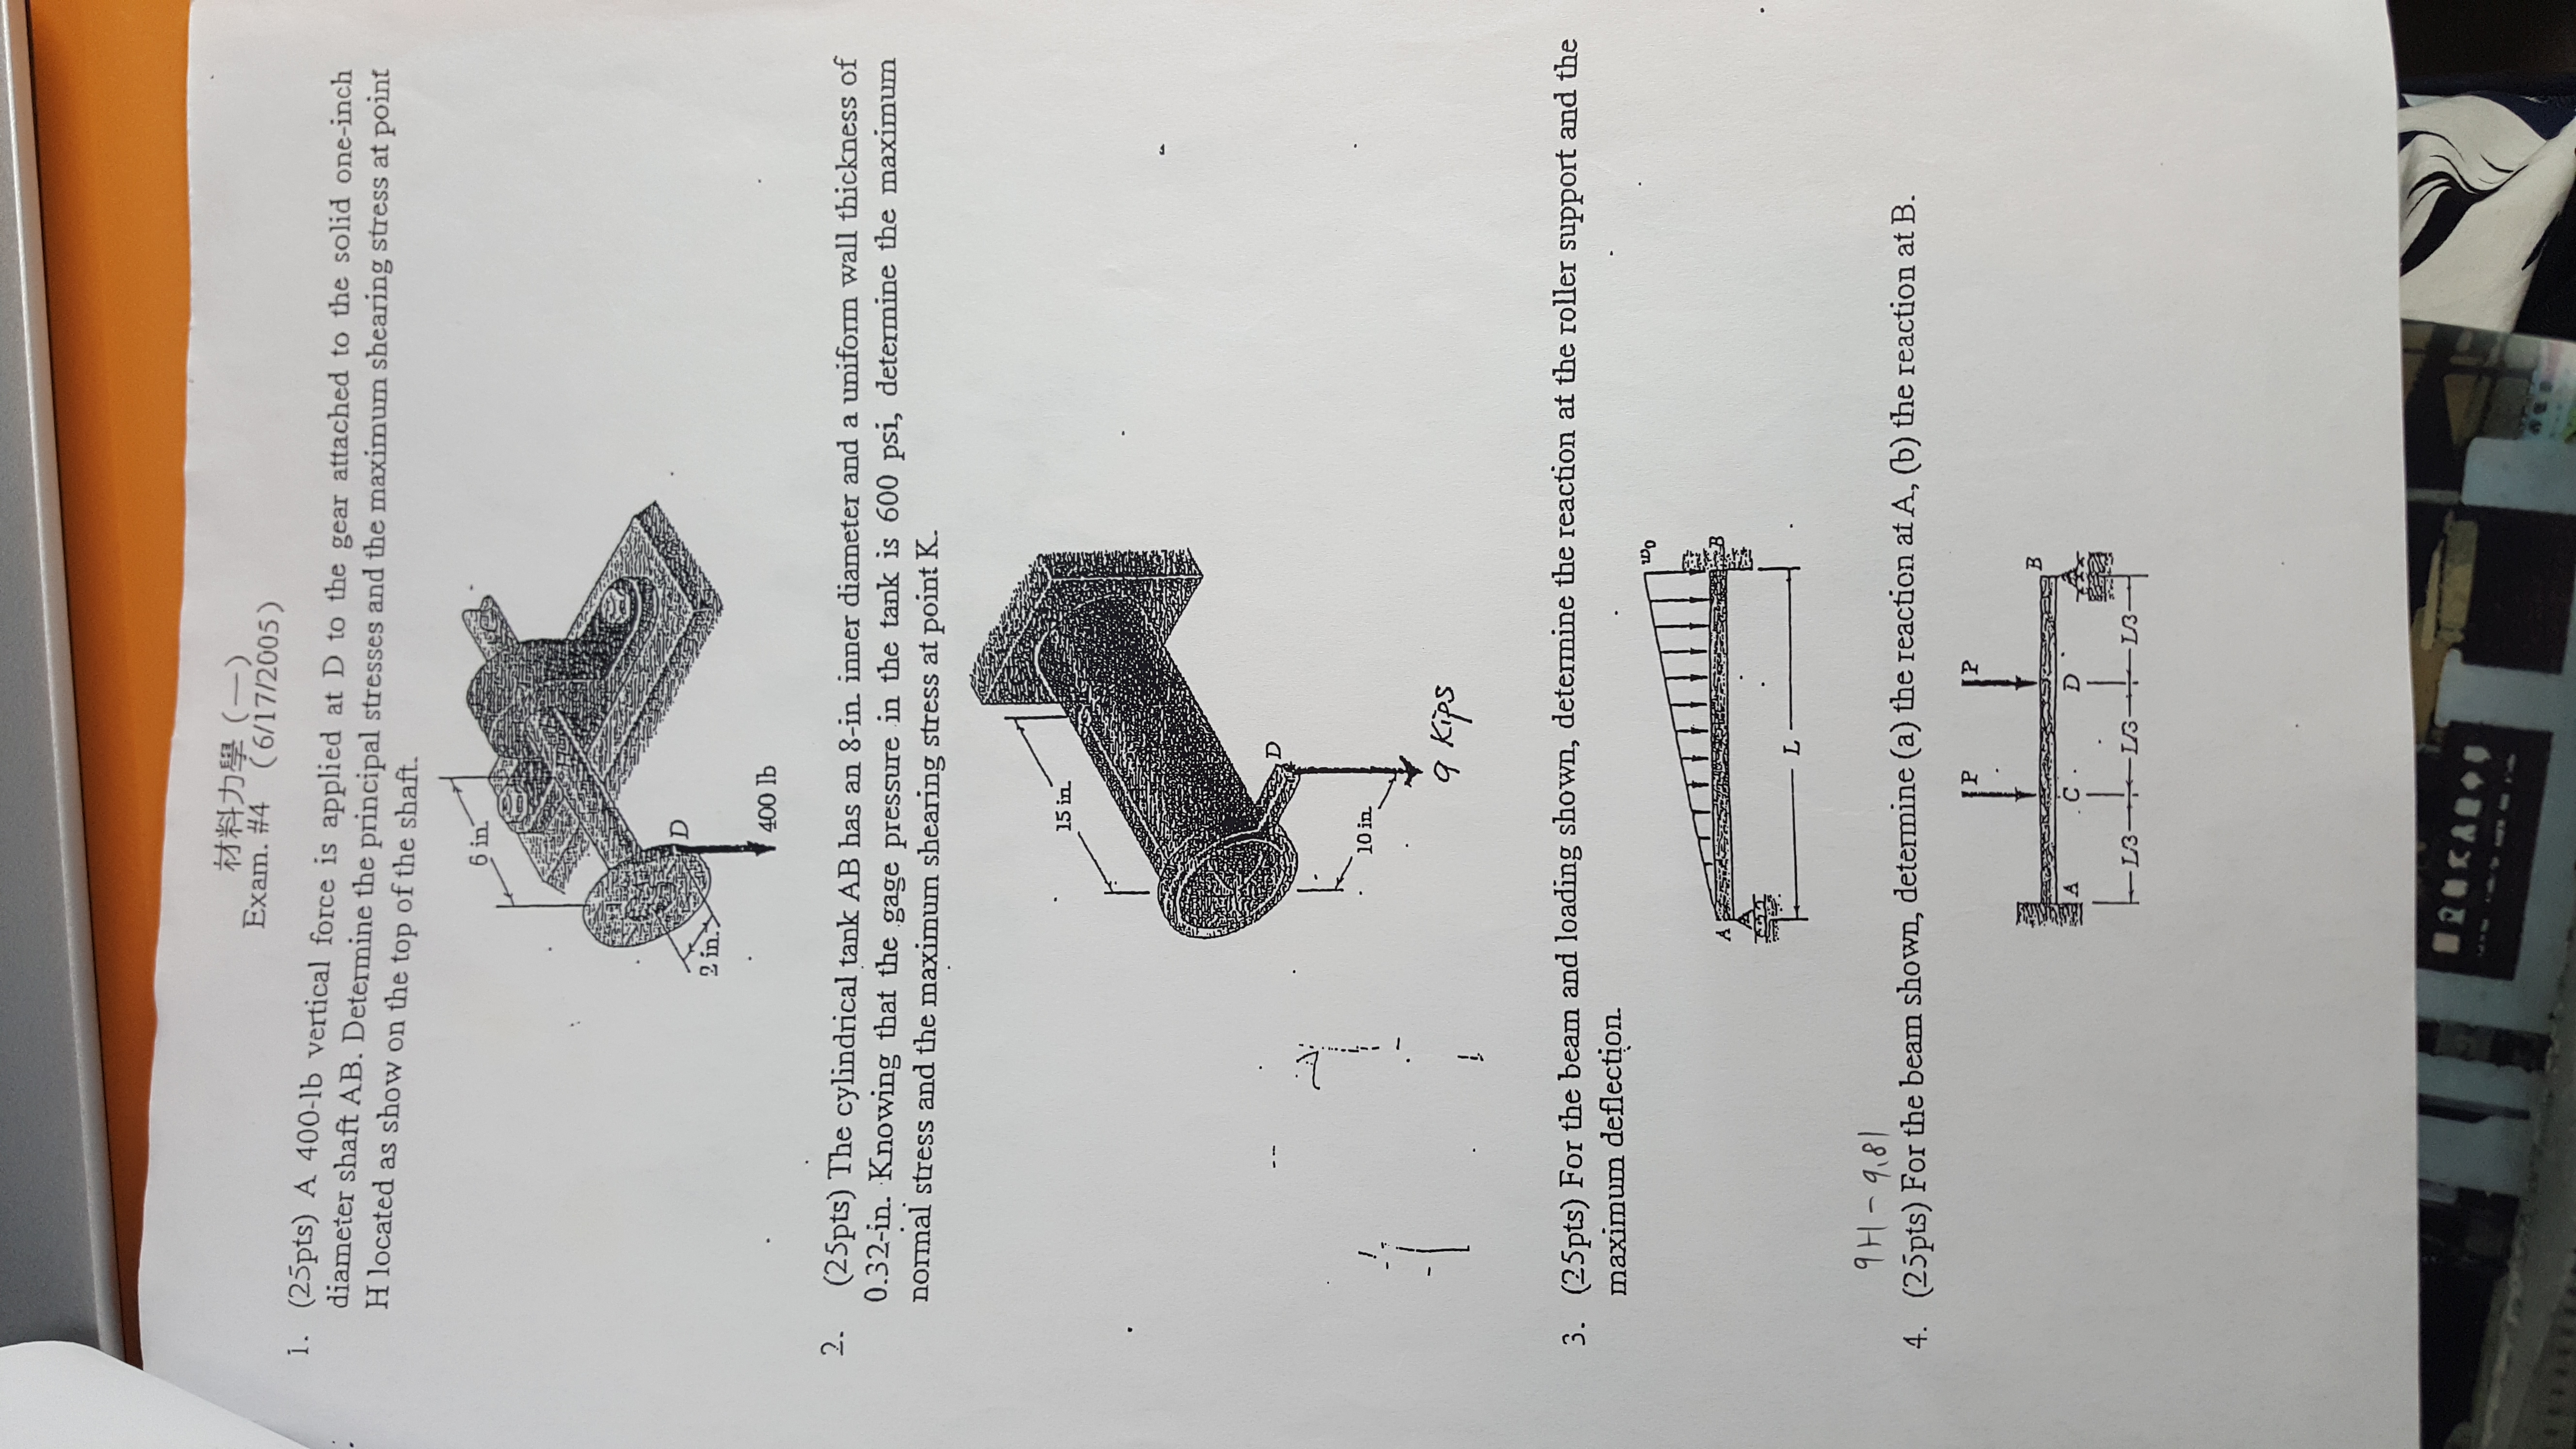 材料力學 (一)
Exam. #4 (6/17/2005)
1. (25pts) A 400-lb vertical force is applied at D to the gear attached to the solid one-inch
diameter shaft AB. Determine the principal stresses and the maximum shearing stress at point
H located as show on the top of the shaft.
6 in.
H
D
2 in.
400 lb
2. (25pts) The cylindrical tank AB has an 8-in. inner diameter and a uniform wall thickness of
0.32-in. Knowing that the gage pressure in the tank is 600 psi, determine the maximum
normal stress and the maximum shearing stress at point K.
15 in.
D
10 in.
9 Kips
3. (25pts) For the beam and loading shown, determine the reaction at the roller support and the
maximum deflection.
w0
A
B
L
9H - 9.81
4. (25pts) For the beam shown, determine (a) the reaction at A, (b) the reaction at B.
P P
B
A C D
L/3 L/3 L/3